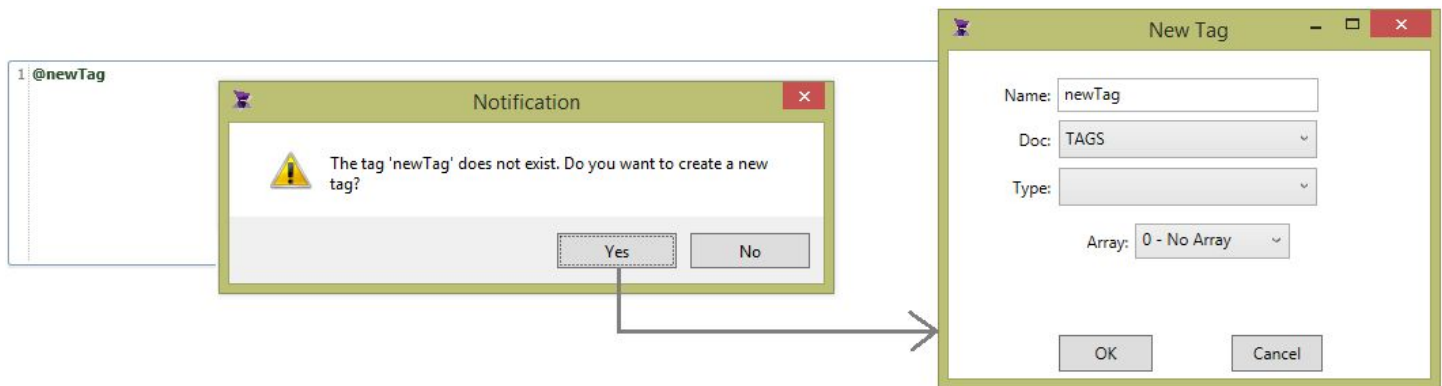 1 @newTag
Notification
The tag 'newTag' does not exist. Do you want to create a new
tag?
Yes
No
New Tag
Name: newTag
Doc: TAGS
Type:
Array: 0 - No Array
OK
Cancel